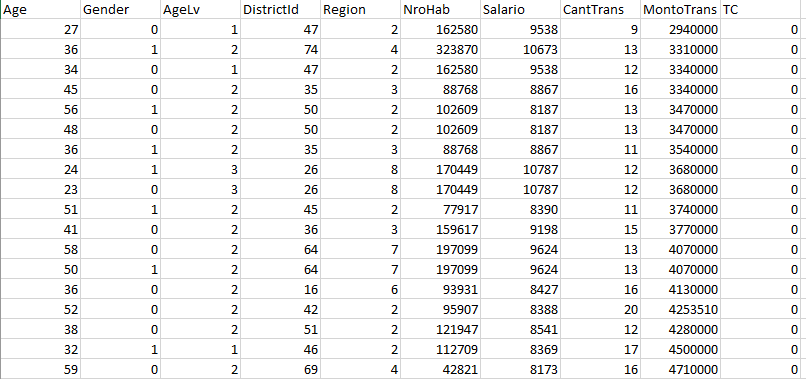 Age Gender AgeLv DistrictId Region NroHab Salario CantTrans MontoTrans TC
27 0 1 47 2 162580 9538 9 2940000 0
36 1 2 74 4 323870 10673 13 3310000 0
34 0 1 47 2 162580 9538 12 3340000 0
45 0 2 35 3 88768 8867 16 3340000 0
56 1 2 50 2 102609 8187 13 3470000 0
48 0 2 50 2 102609 8187 13 3470000 0
36 1 2 35 3 88768 8867 11 3540000 0
24 1 3 26 8 170449 10787 12 3680000 0
23 0 3 26 8 170449 10787 12 3680000 0
51 1 2 45 2 77917 8390 11 3740000 0
41 0 2 36 3 159617 9198 15 3770000 0
58 0 2 64 7 197099 9624 13 4070000 0
50 1 2 64 7 197099 9624 13 4070000 0
36 0 2 16 6 93931 8427 16 4130000 0
52 0 2 42 2 95907 8388 20 4253510 0
38 0 2 51 2 121947 8541 12 4280000 0
32 1 1 46 2 112709 8369 17 4500000 0
59 0 2 69 4 42821 8173 16 4710000 0